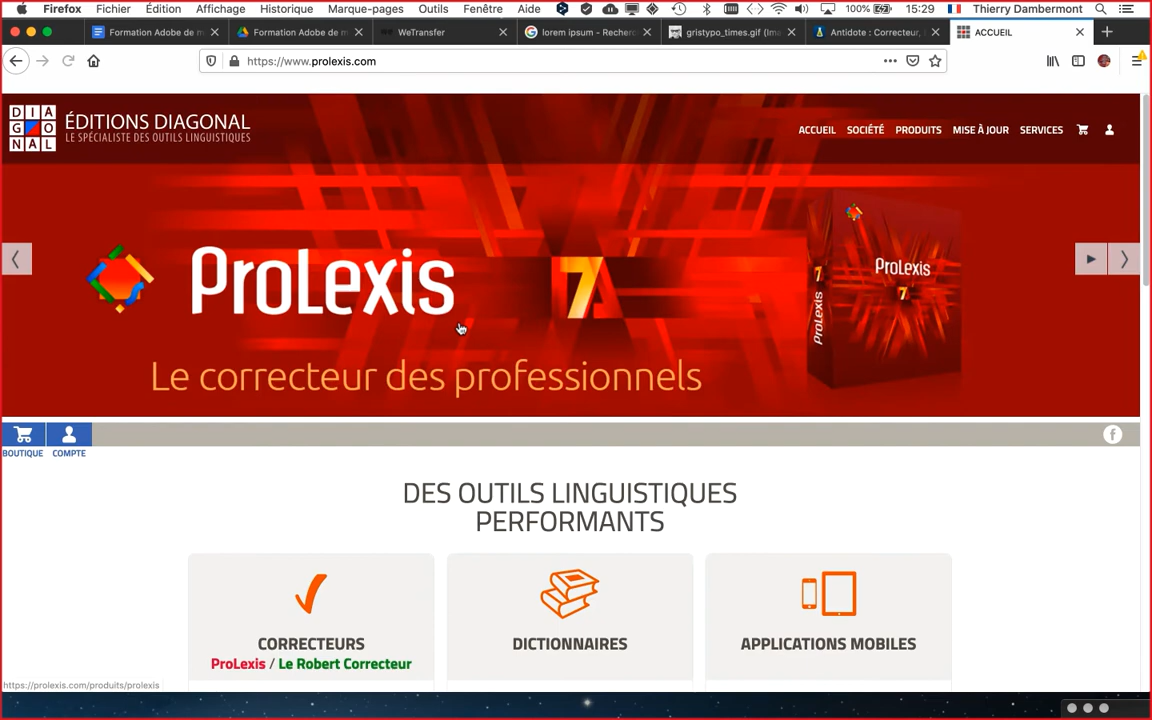 Firefox Fichier Édition Affichage Historique Marque-pages Outils Fenêtre Aide 100% 15:29 Thierry Dambermont
Formation Adobe de m Formation Adobe de m WeTransfer lorem ipsum - Recherc gristypo_times.gif (Ima Antidote : Correcteur, ACCUEIL
https://www.prolexis.com
DIA
GO
NAL
ÉDITIONS DIAGONAL
LE SPÉCIALISTE DES OUTILS LINGUISTIQUES
ACCUEIL SOCIÉTÉ PRODUITS MISE À JOUR SERVICES
ProLexis 7
ProLexis
7
7
ProLexis
Le correcteur des professionnels
BOUTIQUE COMPTE
DES OUTILS LINGUISTIQUES
PERFORMANTS
CORRECTEURS
ProLexis / Le Robert Correcteur
DICTIONNAIRES
APPLICATIONS MOBILES
https://prolexis.com/produits/prolexis